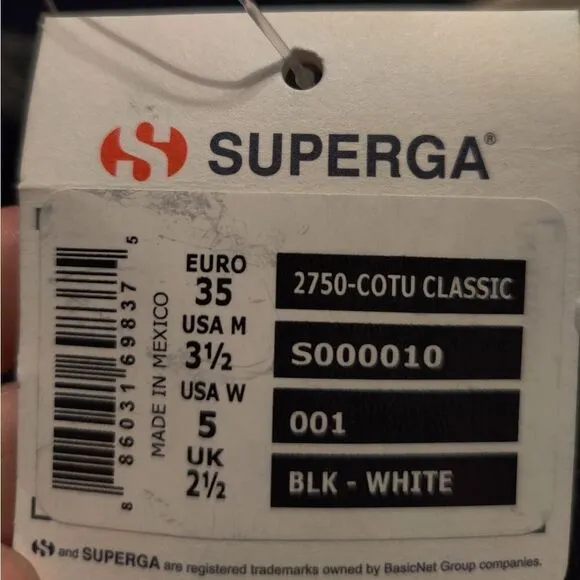 SUPERGA®
EURO
35
USA M
3½
USA W
5
UK
2½
2750-COTU CLASSIC
S000010
001
BLK - WHITE
MADE IN MEXICO
8 86031 69837 5
and SUPERGA are registered trademarks owned by BasicNet Group companies.